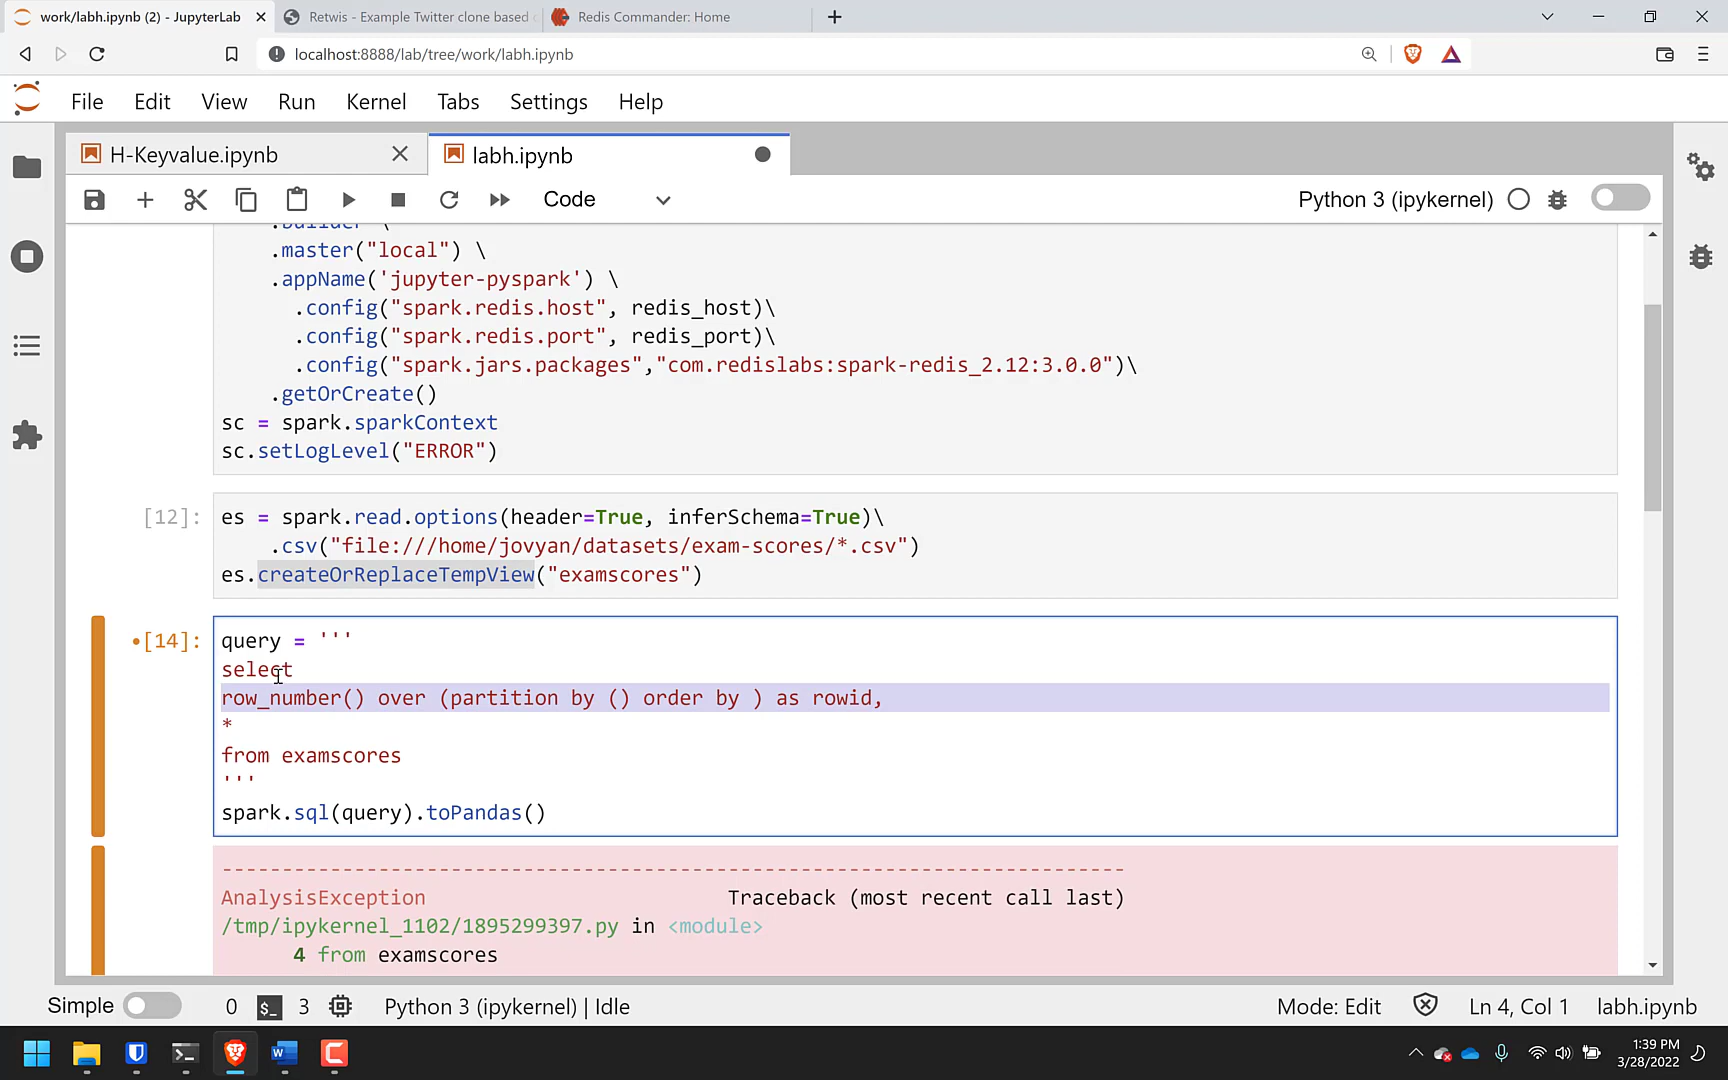 work/labh.ipynb (2) - JupyterLab
Retwis - Example Twitter clone based
Redis Commander: Home
localhost:8888/lab/tree/work/labh.ipynb
File Edit View Run Kernel Tabs Settings Help
H-Keyvalue.ipynb
labh.ipynb
Code
Python 3 (ipykernel)
.builder \
.master("local") \
.appName('jupyter-pyspark') \
.config("spark.redis.host", redis_host)\
.config("spark.redis.port", redis_port)\
.config("spark.jars.packages","com.redislabs:spark-redis_2.12:3.0.0")\
.getOrCreate()
sc = spark.sparkContext
sc.setLogLevel("ERROR")
[12]: es = spark.read.options(header=True, inferSchema=True)\
.csv("file:///home/jovyan/datasets/exam-scores/*.csv")
es.createOrReplaceTempView("examscores")
•[14]: query = '''
select
row_number() over (partition by () order by ) as rowid,
*
from examscores
'''
spark.sql(query).toPandas()
---------------------------------------------------------------------------
AnalysisException Traceback (most recent call last)
/tmp/ipykernel_1102/1895299397.py in <module>
4 from examscores
Simple 0 $_ 3 Python 3 (ipykernel) | Idle Mode: Edit Ln 4, Col 1 labh.ipynb
1:39 PM
3/28/2022